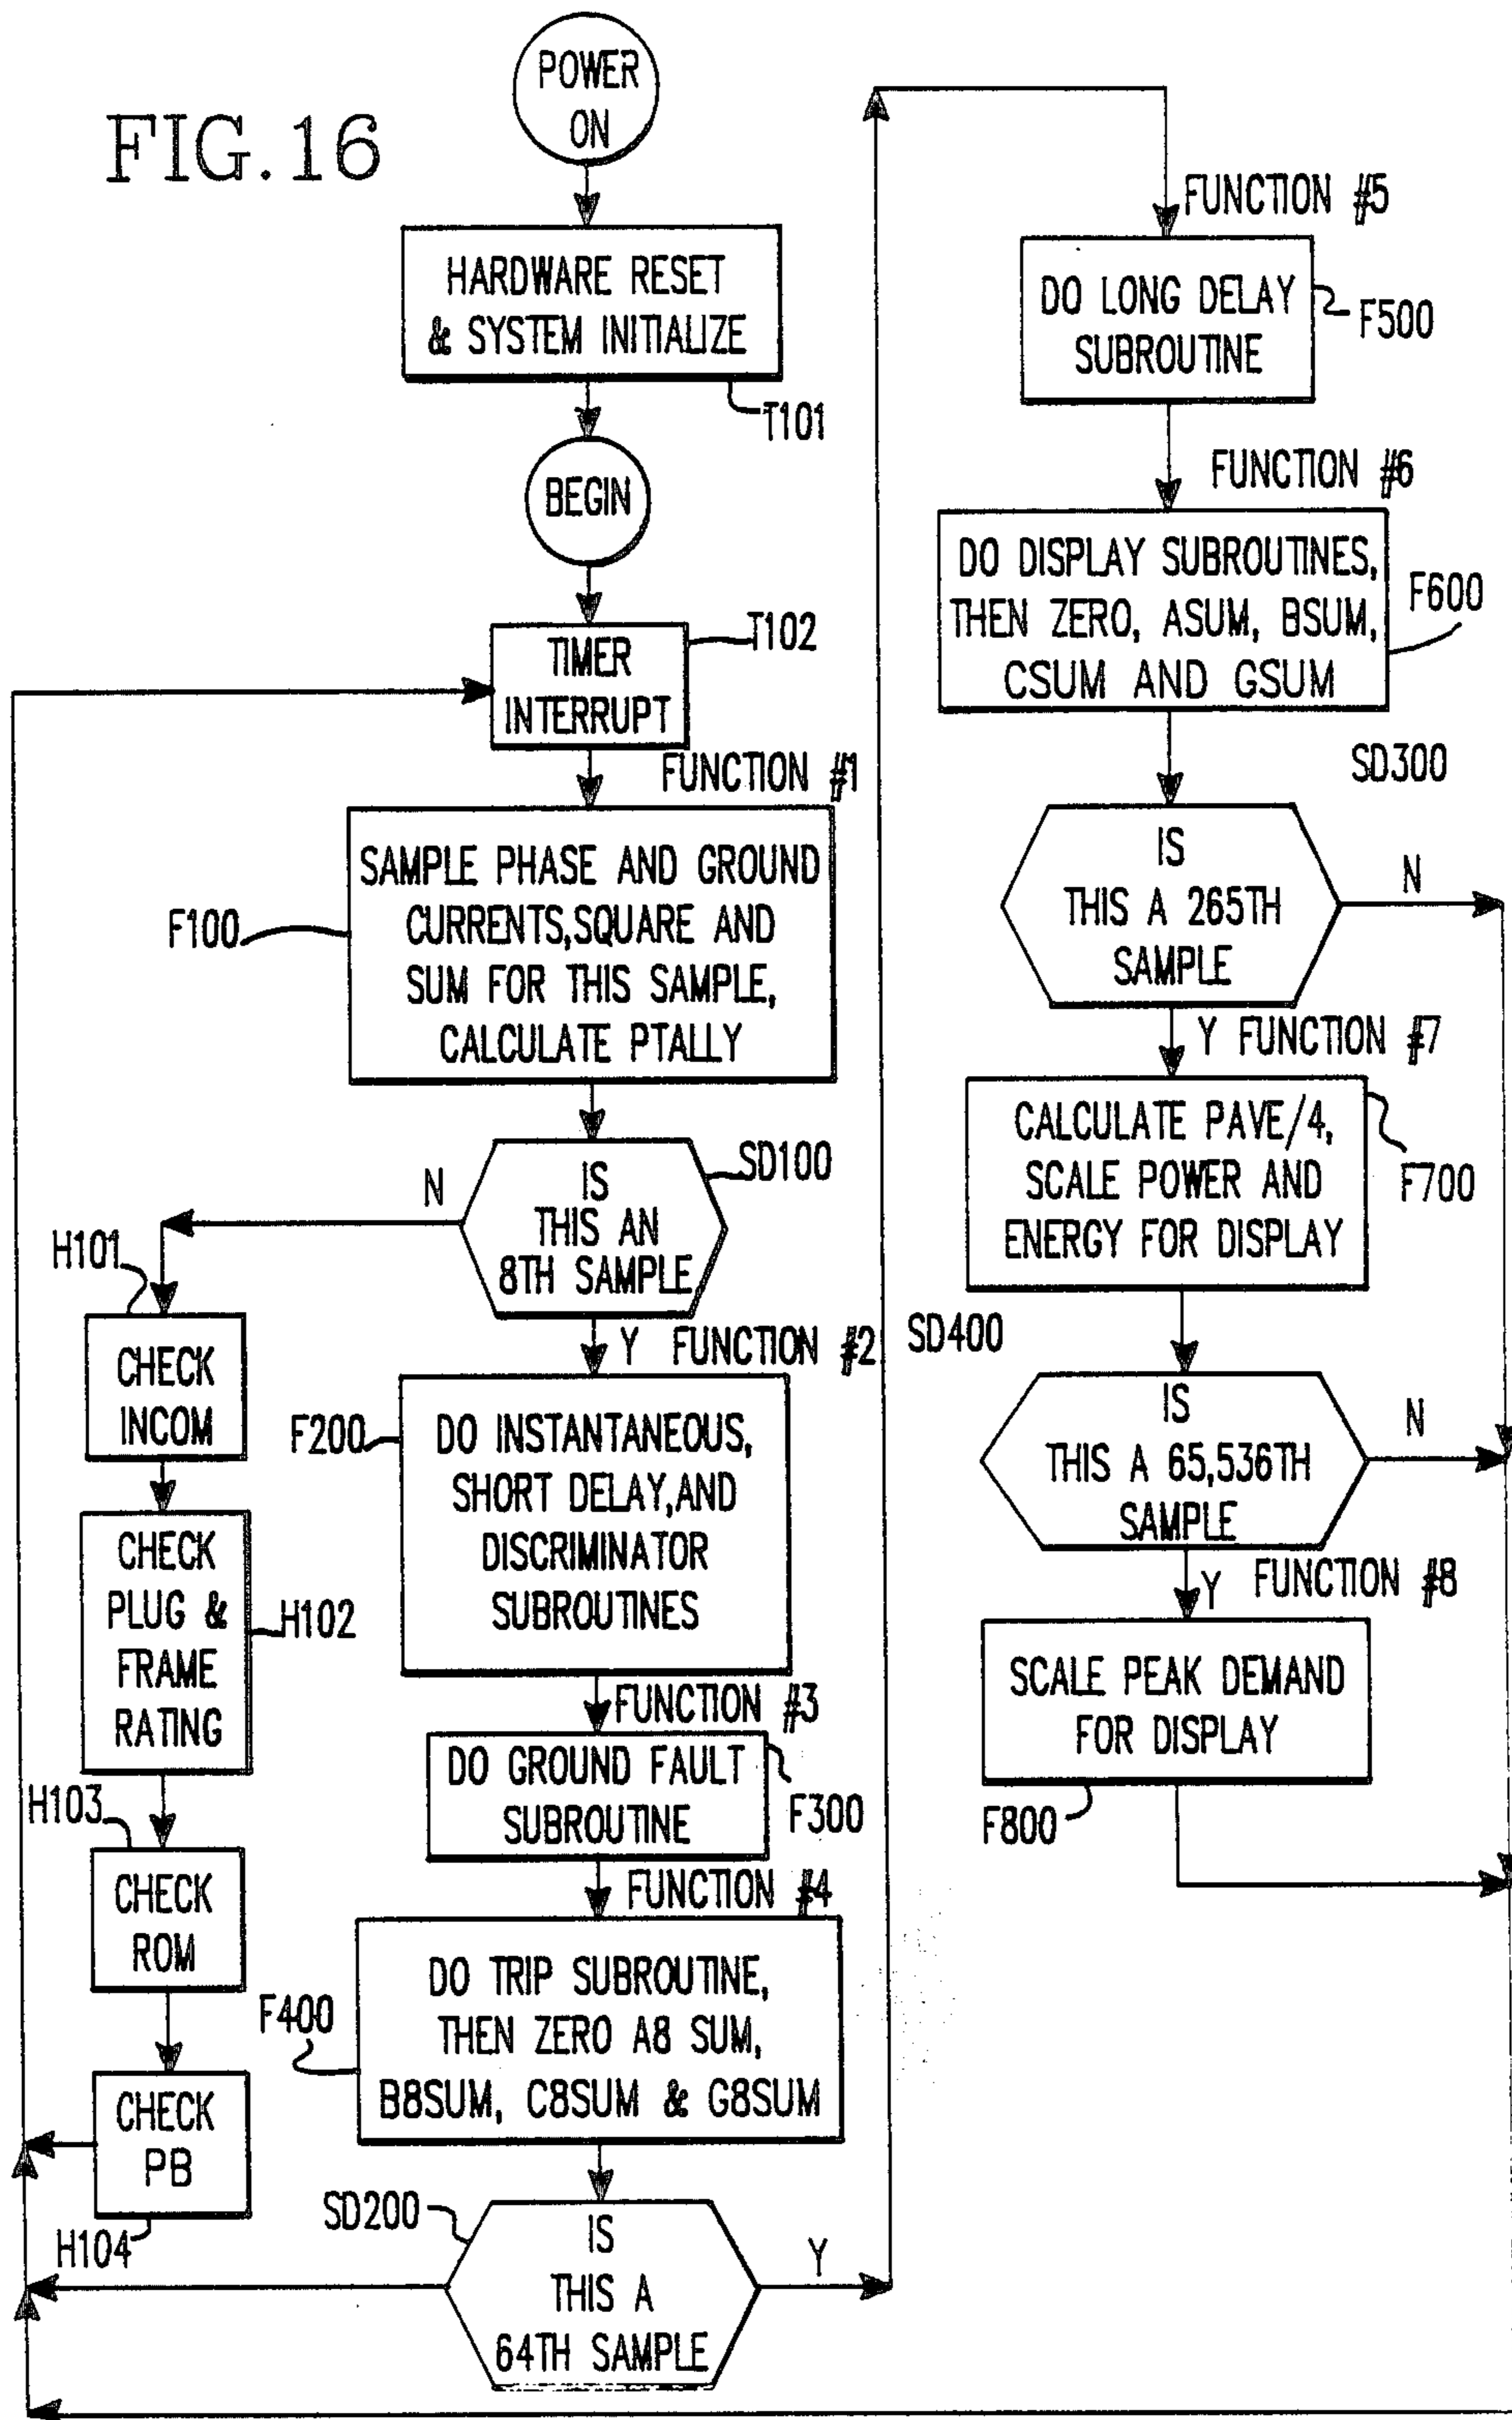 FIG. 16
POWER
ON
HARDWARE RESET
& SYSTEM INITIALIZE
T101
BEGIN
T102
TIMER
INTERRUPT
FUNCTION #1
SAMPLE PHASE AND GROUND
CURRENTS,SQUARE AND
SUM FOR THIS SAMPLE,
CALCULATE PTALLY
F100
IS
THIS AN
8TH SAMPLE
SD100
N
H101
CHECK
INCOM
CHECK
PLUG &
FRAME
RATING
H102
H103
CHECK
ROM
CHECK
PB
H104
Y FUNCTION #2
F200
DO INSTANTANEOUS,
SHORT DELAY,AND
DISCRIMINATOR
SUBROUTINES
FUNCTION #3
DO GROUND FAULT
SUBROUTINE
F300
FUNCTION #4
F400
DO TRIP SUBROUTINE,
THEN ZERO A8 SUM,
B8SUM, C8SUM & G8SUM
SD200
IS
THIS A
64TH SAMPLE
Y
FUNCTION #5
DO LONG DELAY
SUBROUTINE
F500
FUNCTION #6
DO DISPLAY SUBROUTINES,
THEN ZERO, ASUM, BSUM,
CSUM AND GSUM
F600
SD300
IS
THIS A 265TH
SAMPLE
N
Y FUNCTION #7
CALCULATE PAVE/4,
SCALE POWER AND
ENERGY FOR DISPLAY
F700
SD400
IS
THIS A 65,536TH
SAMPLE
N
Y FUNCTION #8
SCALE PEAK DEMAND
FOR DISPLAY
F800